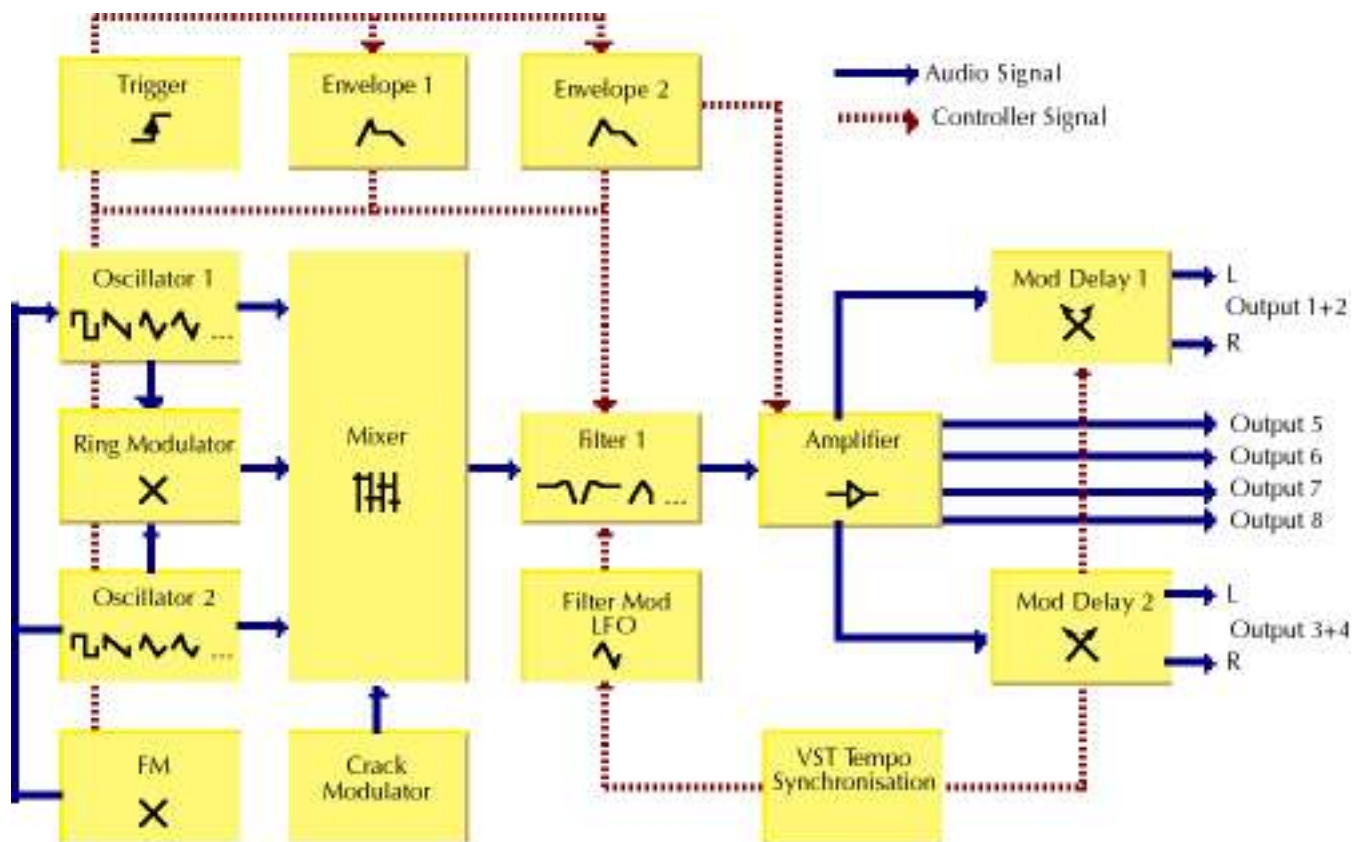 Trigger
Envelope 1
Envelope 2
Audio Signal
Controller Signal
Oscillator 1
...
Mod Delay 1
L
Output 1+2
R
Ring Modulator
Mixer
Filter 1
...
Amplifier
Output 5
Output 6
Output 7
Output 8
Oscillator 2
...
Filter Mod
LFO
Mod Delay 2
L
Output 3+4
R
FM
Crack
Modulator
VST Tempo
Synchronisation